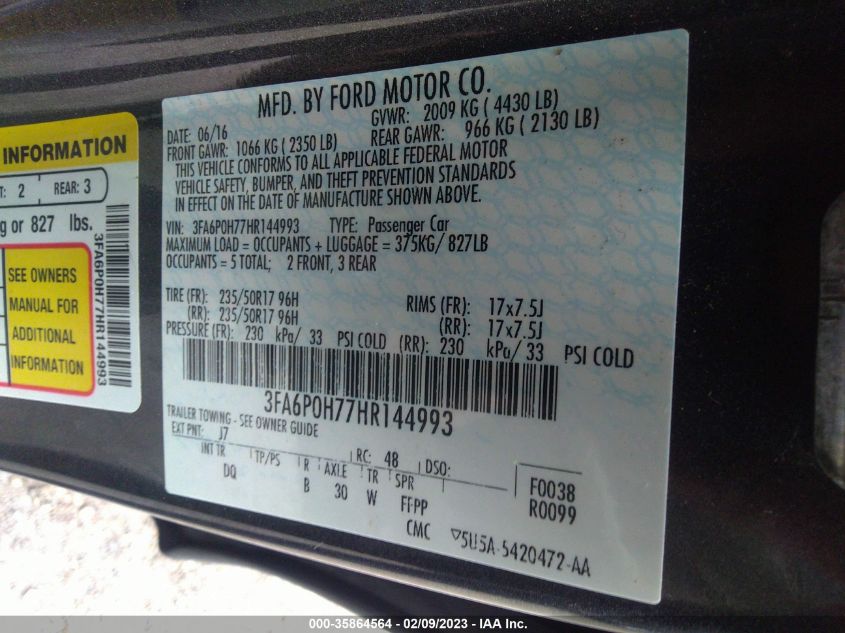 INFORMATION
2 REAR: 3
or 827 lbs.
SEE OWNERS
MANUAL FOR
ADDITIONAL
INFORMATION
3FA6P0H77HR144993
MFD. BY FORD MOTOR CO.
DATE: 06/16
GVWR: 2009 KG ( 4430 LB)
FRONT GAWR: 1066 KG ( 2350 LB)
REAR GAWR: 966 KG ( 2130 LB)
THIS VEHICLE CONFORMS TO ALL APPLICABLE FEDERAL MOTOR
VEHICLE SAFETY, BUMPER, AND THEFT PREVENTION STANDARDS
IN EFFECT ON THE DATE OF MANUFACTURE SHOWN ABOVE.
VIN: 3FA6P0H77HR144993 TYPE: Passenger Car
MAXIMUM LOAD = OCCUPANTS + LUGGAGE = 375KG/ 827LB
OCCUPANTS = 5 TOTAL; 2 FRONT, 3 REAR
TIRE (FR): 235/50R17 96H RIMS (FR): 17x7.5J
(RR): 235/50R17 96H (RR): 17x7.5J
PRESSURE (FR): 230 kPa/ 33 PSI COLD (RR): 230 kPa/ 33 PSI COLD
3FA6P0H77HR144993
TRAILER TOWING - SEE OWNER GUIDE
EXT PNT: J7 RC: 48 DSO:
INT TR TP/PS R AXLE TR SPR
DQ B 30 W FF-PP
CMC
F0038
R0099
5U5A-5420472-AA
000-35864564 - 02/09/2023 - IAA Inc.